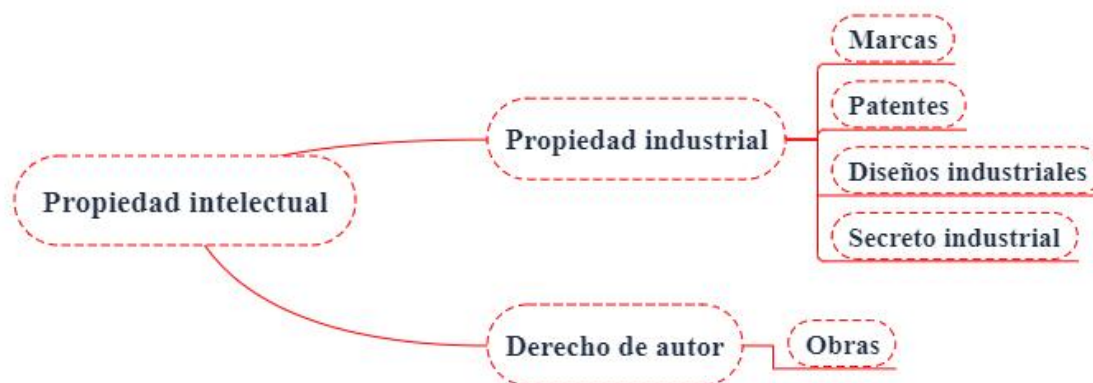 Propiedad intelectual
Propiedad industrial
Marcas
Patentes
Diseños industriales
Secreto industrial
Derecho de autor
Obras